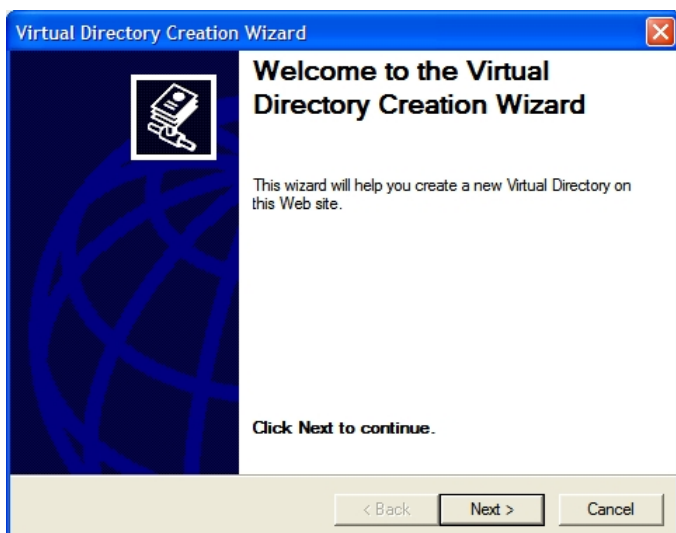 Virtual Directory Creation Wizard
Welcome to the Virtual
Directory Creation Wizard
This wizard will help you create a new Virtual Directory on
this Web site.
Click Next to continue.
< Back
Next >
Cancel